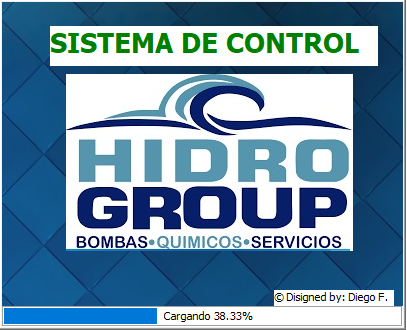 SISTEMA DE CONTROL
HIDRO
GROUP
BOMBAS•QUIMICOS•SERVICIOS
© Disigned by: Diego F.
Cargando 38.33%